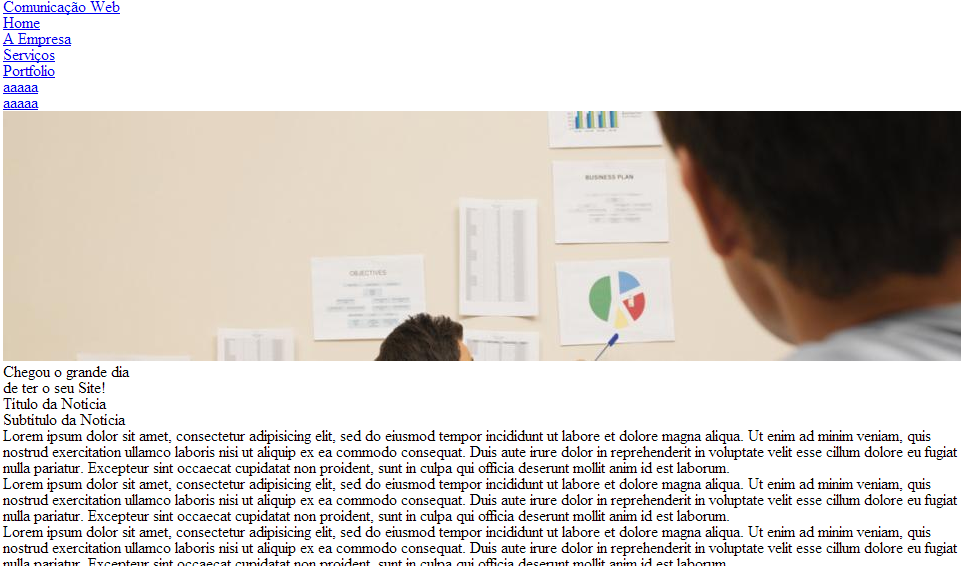 Comunicação Web
Home
A Empresa
Serviços
Portfolio
aaaaa
aaaaa
BUSINESS PLAN
OBJECTIVES
Chegou o grande dia
de ter o seu Site!
Título da Notícia
Subtítulo da Notícia
Lorem ipsum dolor sit amet, consectetur adipisicing elit, sed do eiusmod tempor incididunt ut labore et dolore magna aliqua. Ut enim ad minim veniam, quis
nostrud exercitation ullamco laboris nisi ut aliquip ex ea commodo consequat. Duis aute irure dolor in reprehenderit in voluptate velit esse cillum dolore eu fugiat
nulla pariatur. Excepteur sint occaecat cupidatat non proident, sunt in culpa qui officia deserunt mollit anim id est laborum.
Lorem ipsum dolor sit amet, consectetur adipisicing elit, sed do eiusmod tempor incididunt ut labore et dolore magna aliqua. Ut enim ad minim veniam, quis
nostrud exercitation ullamco laboris nisi ut aliquip ex ea commodo consequat. Duis aute irure dolor in reprehenderit in voluptate velit esse cillum dolore eu fugiat
nulla pariatur. Excepteur sint occaecat cupidatat non proident, sunt in culpa qui officia deserunt mollit anim id est laborum.
Lorem ipsum dolor sit amet, consectetur adipisicing elit, sed do eiusmod tempor incididunt ut labore et dolore magna aliqua. Ut enim ad minim veniam, quis
nostrud exercitation ullamco laboris nisi ut aliquip ex ea commodo consequat. Duis aute irure dolor in reprehenderit in voluptate velit esse cillum dolore eu fugiat
nulla pariatur. Excepteur sint occaecat cupidatat non proident, sunt in culpa qui officia deserunt mollit anim id est laborum.